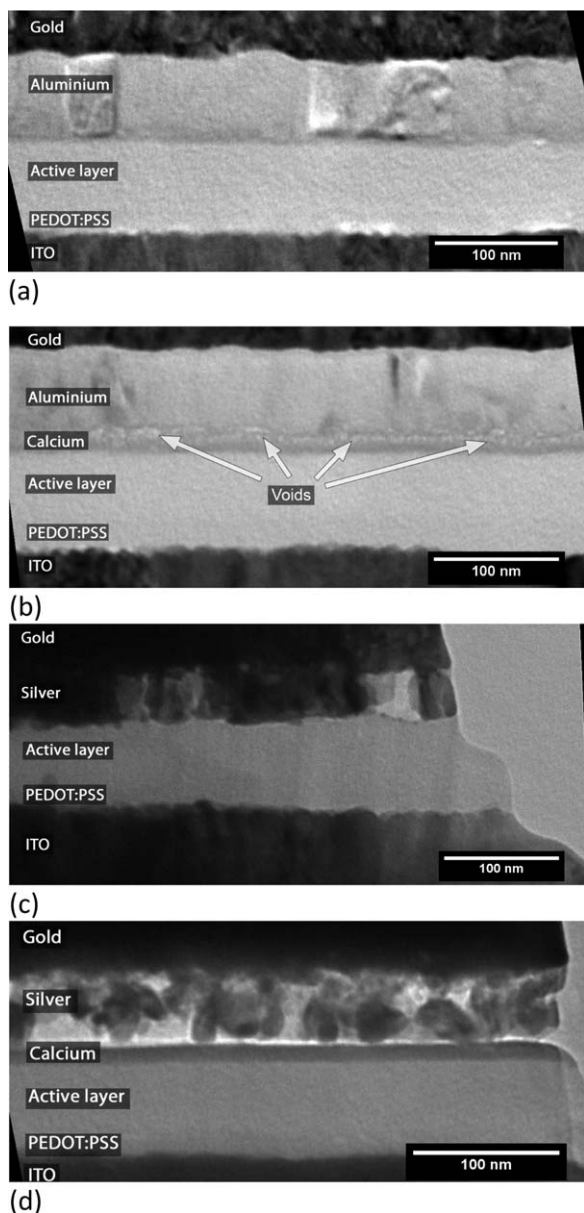 Gold
Aluminium
Active layer
PEDOT:PSS
ITO
100 nm
(a)
Gold
Aluminium
Calcium
Active layer
Voids
PEDOT:PSS
ITO
100 nm
(b)
Gold
Silver
Active layer
PEDOT:PSS
ITO
100 nm
(c)
Gold
Silver
Calcium
Active layer
PEDOT:PSS
ITO
100 nm
(d)